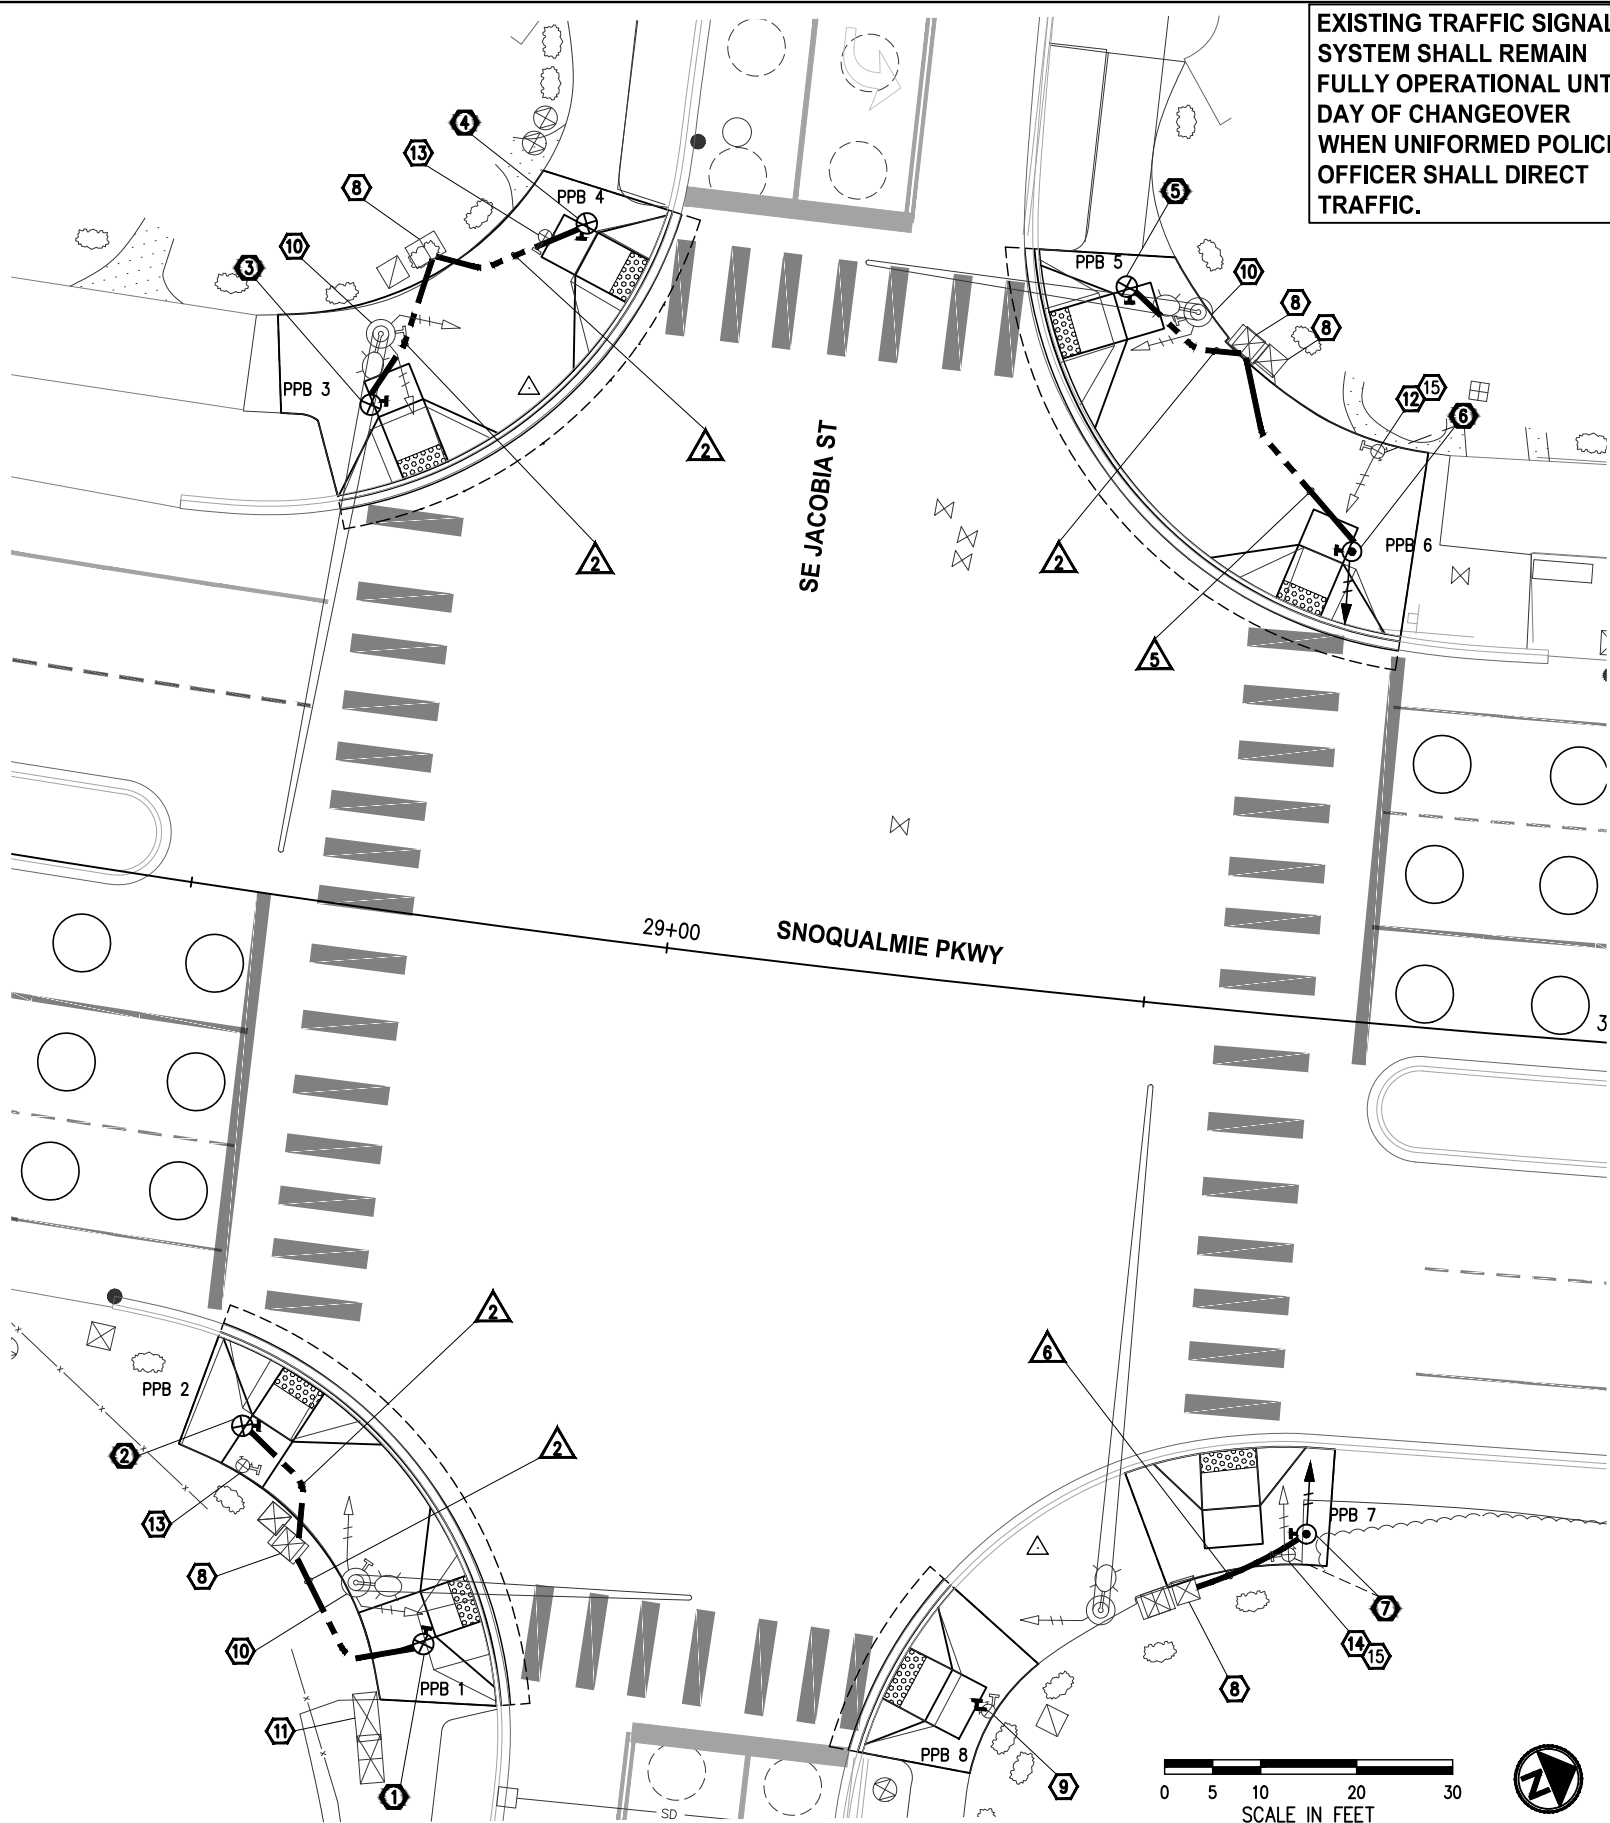 EXISTING TRAFFIC SIGNAL
SYSTEM SHALL REMAIN
FULLY OPERATIONAL UNT
DAY OF CHANGEOVER
WHEN UNIFORMED POLIC
OFFICER SHALL DIRECT
TRAFFIC.
4
13
8
PPB 4
5
10
3
PPB 5
10
8
8
PPB 3
12
15
6
2
SE JACOBIA ST
2
2
PPB 6
5
29+00
SNOQUALMIE PKWY
3
2
6
PPB 2
2
2
13
PPB 7
8
7
10
14
15
PPB 1
8
11
PPB 8
9
1
SD
0 5 10 20 30
SCALE IN FEET
N
x
x
x
x
x
x